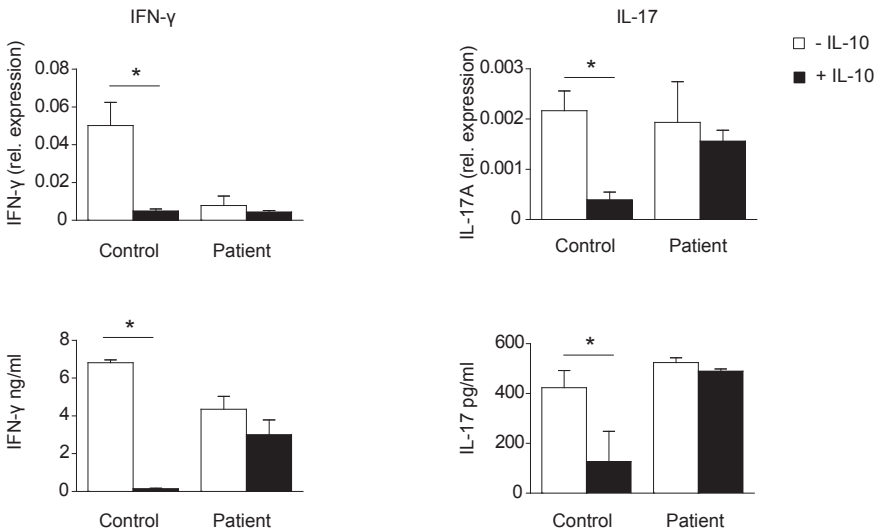 IFN-γ
IL-17
- IL-10
+ IL-10
IFN-γ (rel. expression)
0.08
0.06
0.04
0.02
0
*
Control
Patient
IL-17A (rel. expression)
0.003
0.002
0.001
0
*
Control
Patient
IFN-γ ng/ml
8
6
4
2
0
*
Control
Patient
IL-17 pg/ml
600
400
200
0
*
Control
Patient